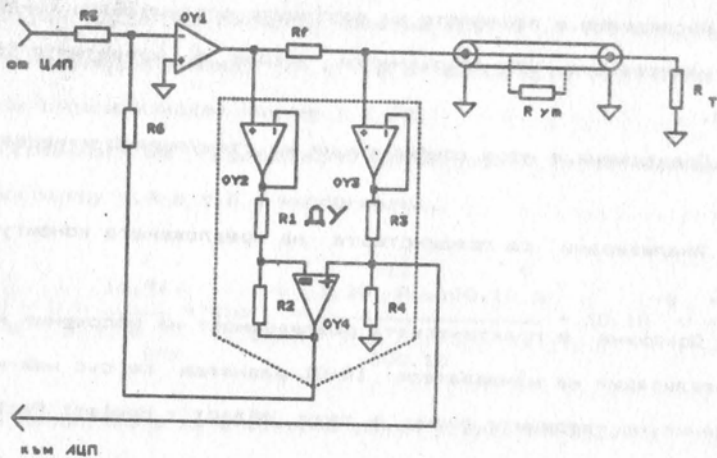 R5
ОУ1
Rf
от ЦАП
R6
R T
R ут
ОУ2
ОУ3
R1
ДУ
R3
R2
R4
ОУ4
към АЦП